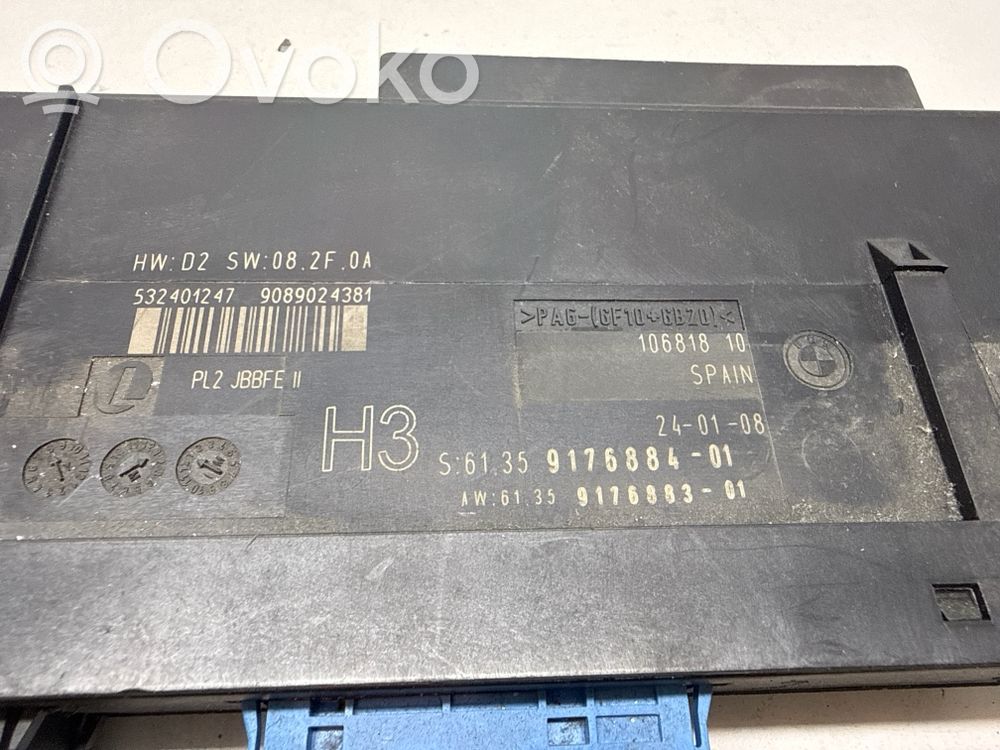 Ovoko
HW:D2 SW:08.2F.0A
532401247 9089024381
>PA6-(GF10+GB20)<
106818 10
SPAIN
PL2 JBBFE II
H3
24-01-08
S:61.35 9176884-01
AW:61.35 9176883-01